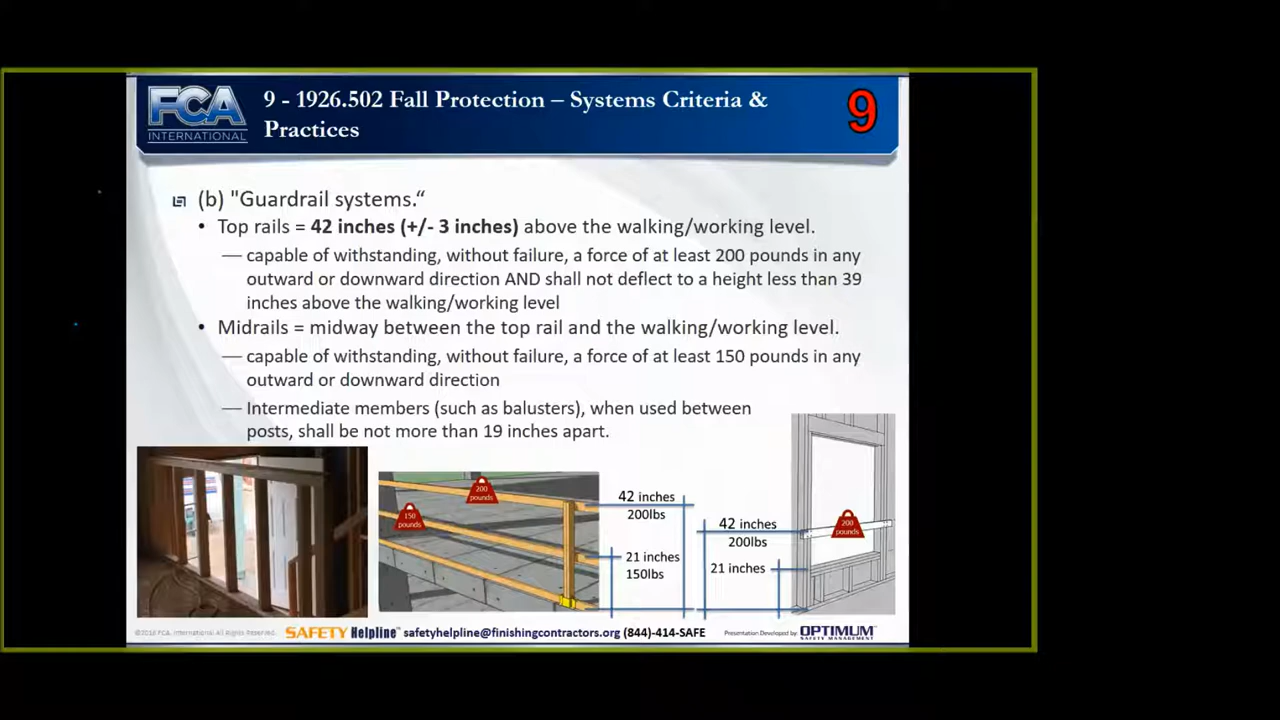 FCA
INTERNATIONAL
9 - 1926.502 Fall Protection – Systems Criteria &
Practices
9
(b) "Guardrail systems.“
• Top rails = 42 inches (+/- 3 inches) above the walking/working level.
— capable of withstanding, without failure, a force of at least 200 pounds in any
outward or downward direction AND shall not deflect to a height less than 39
inches above the walking/working level
• Midrails = midway between the top rail and the walking/working level.
— capable of withstanding, without failure, a force of at least 150 pounds in any
outward or downward direction
— Intermediate members (such as balusters), when used between
posts, shall be not more than 19 inches apart.
200
pounds
150
pounds
42 inches
200lbs
21 inches
150lbs
42 inches
200lbs
21 inches
200
pounds
©2016 FCA, International All Rights Reserved.
SAFETY Helpline™ safetyhelpline@finishingcontractors.org (844)-414-SAFE
Presentation Developed by:
OPTIMUM™
SAFETY MANAGEMENT